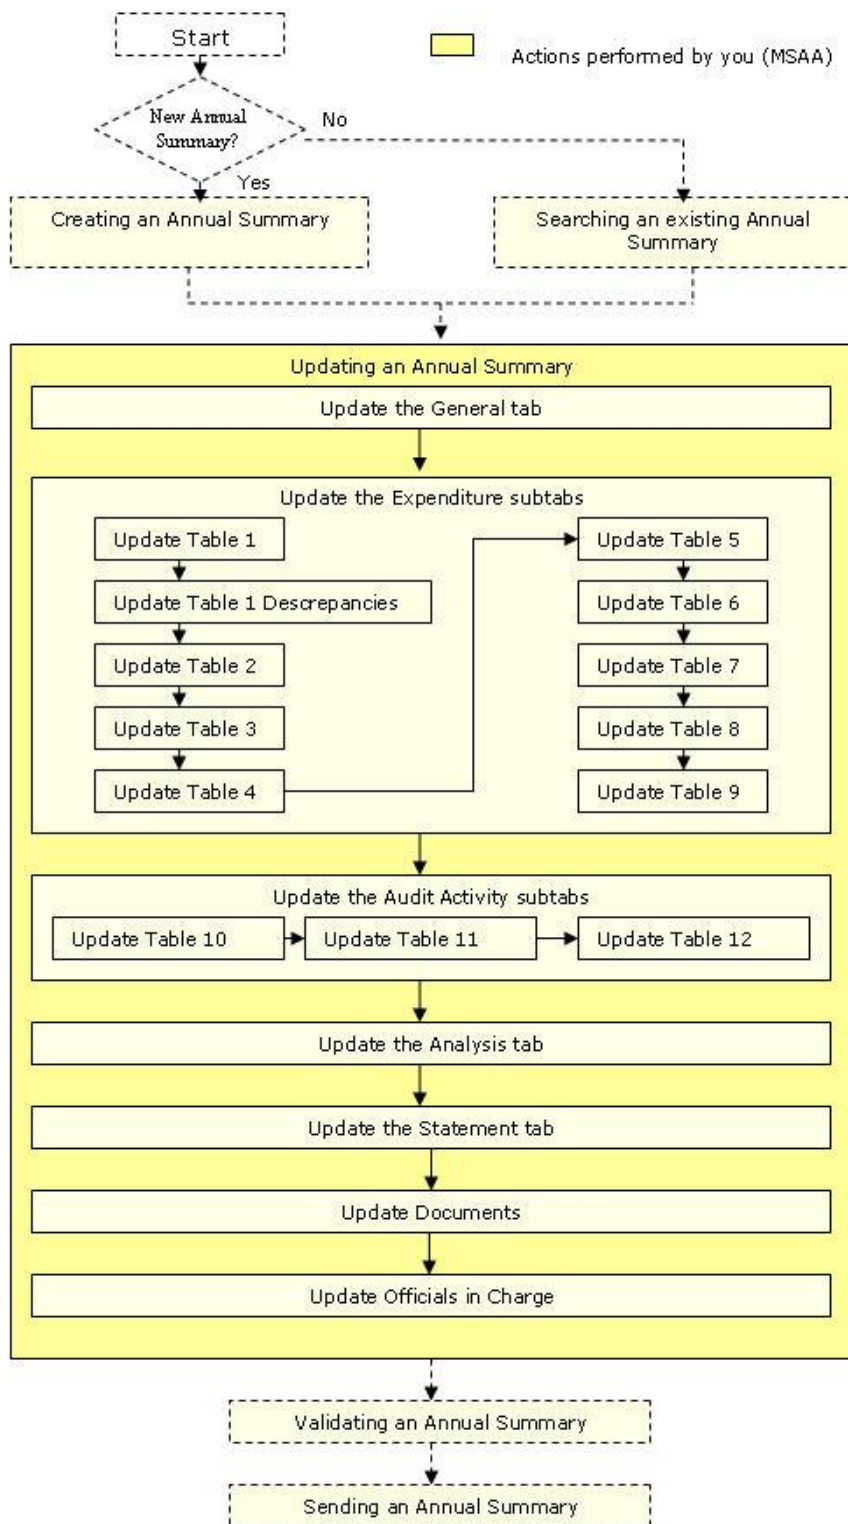 Start
Actions performed by you (MSAA)
New Annual
Summary?
No
Yes
Creating an Annual Summary
Searching an existing Annual
Summary
Updating an Annual Summary
Update the General tab
Update the Expenditure subtabs
Update Table 1
Update Table 1 Descrepancies
Update Table 2
Update Table 3
Update Table 4
Update Table 5
Update Table 6
Update Table 7
Update Table 8
Update Table 9
Update the Audit Activity subtabs
Update Table 10
Update Table 11
Update Table 12
Update the Analysis tab
Update the Statement tab
Update Documents
Update Officials in Charge
Validating an Annual Summary
Sending an Annual Summary